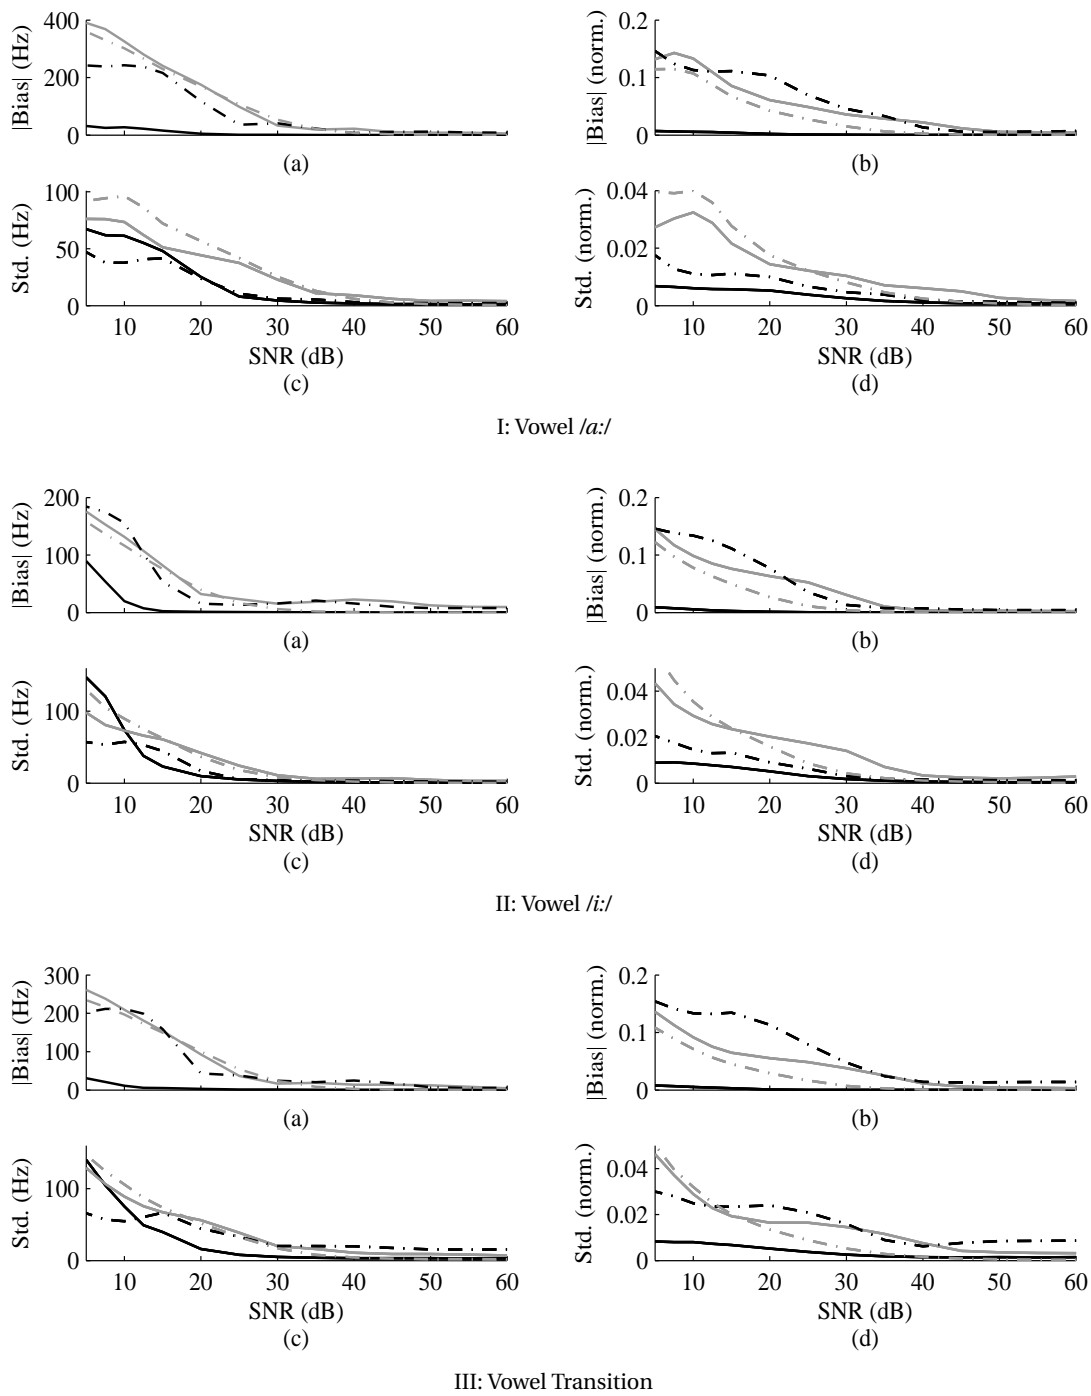 400
200
0
|Bias| (Hz)
(a)
0.2
0.1
0
|Bias| (norm.)
(b)
100
50
0
Std. (Hz)
10 20 30 40 50 60
SNR (dB)
(c)
0.04
0.02
0
Std. (norm.)
10 20 30 40 50 60
SNR (dB)
(d)
I: Vowel /a:/
200
100
0
|Bias| (Hz)
(a)
0.2
0.1
0
|Bias| (norm.)
(b)
100
0
Std. (Hz)
10 20 30 40 50 60
SNR (dB)
(c)
0.04
0.02
0
Std. (norm.)
10 20 30 40 50 60
SNR (dB)
(d)
II: Vowel /i:/
300
200
100
0
|Bias| (Hz)
(a)
0.2
0.1
0
|Bias| (norm.)
(b)
100
0
Std. (Hz)
10 20 30 40 50 60
SNR (dB)
(c)
0.04
0.02
0
Std. (norm.)
10 20 30 40 50 60
SNR (dB)
(d)
III: Vowel Transition